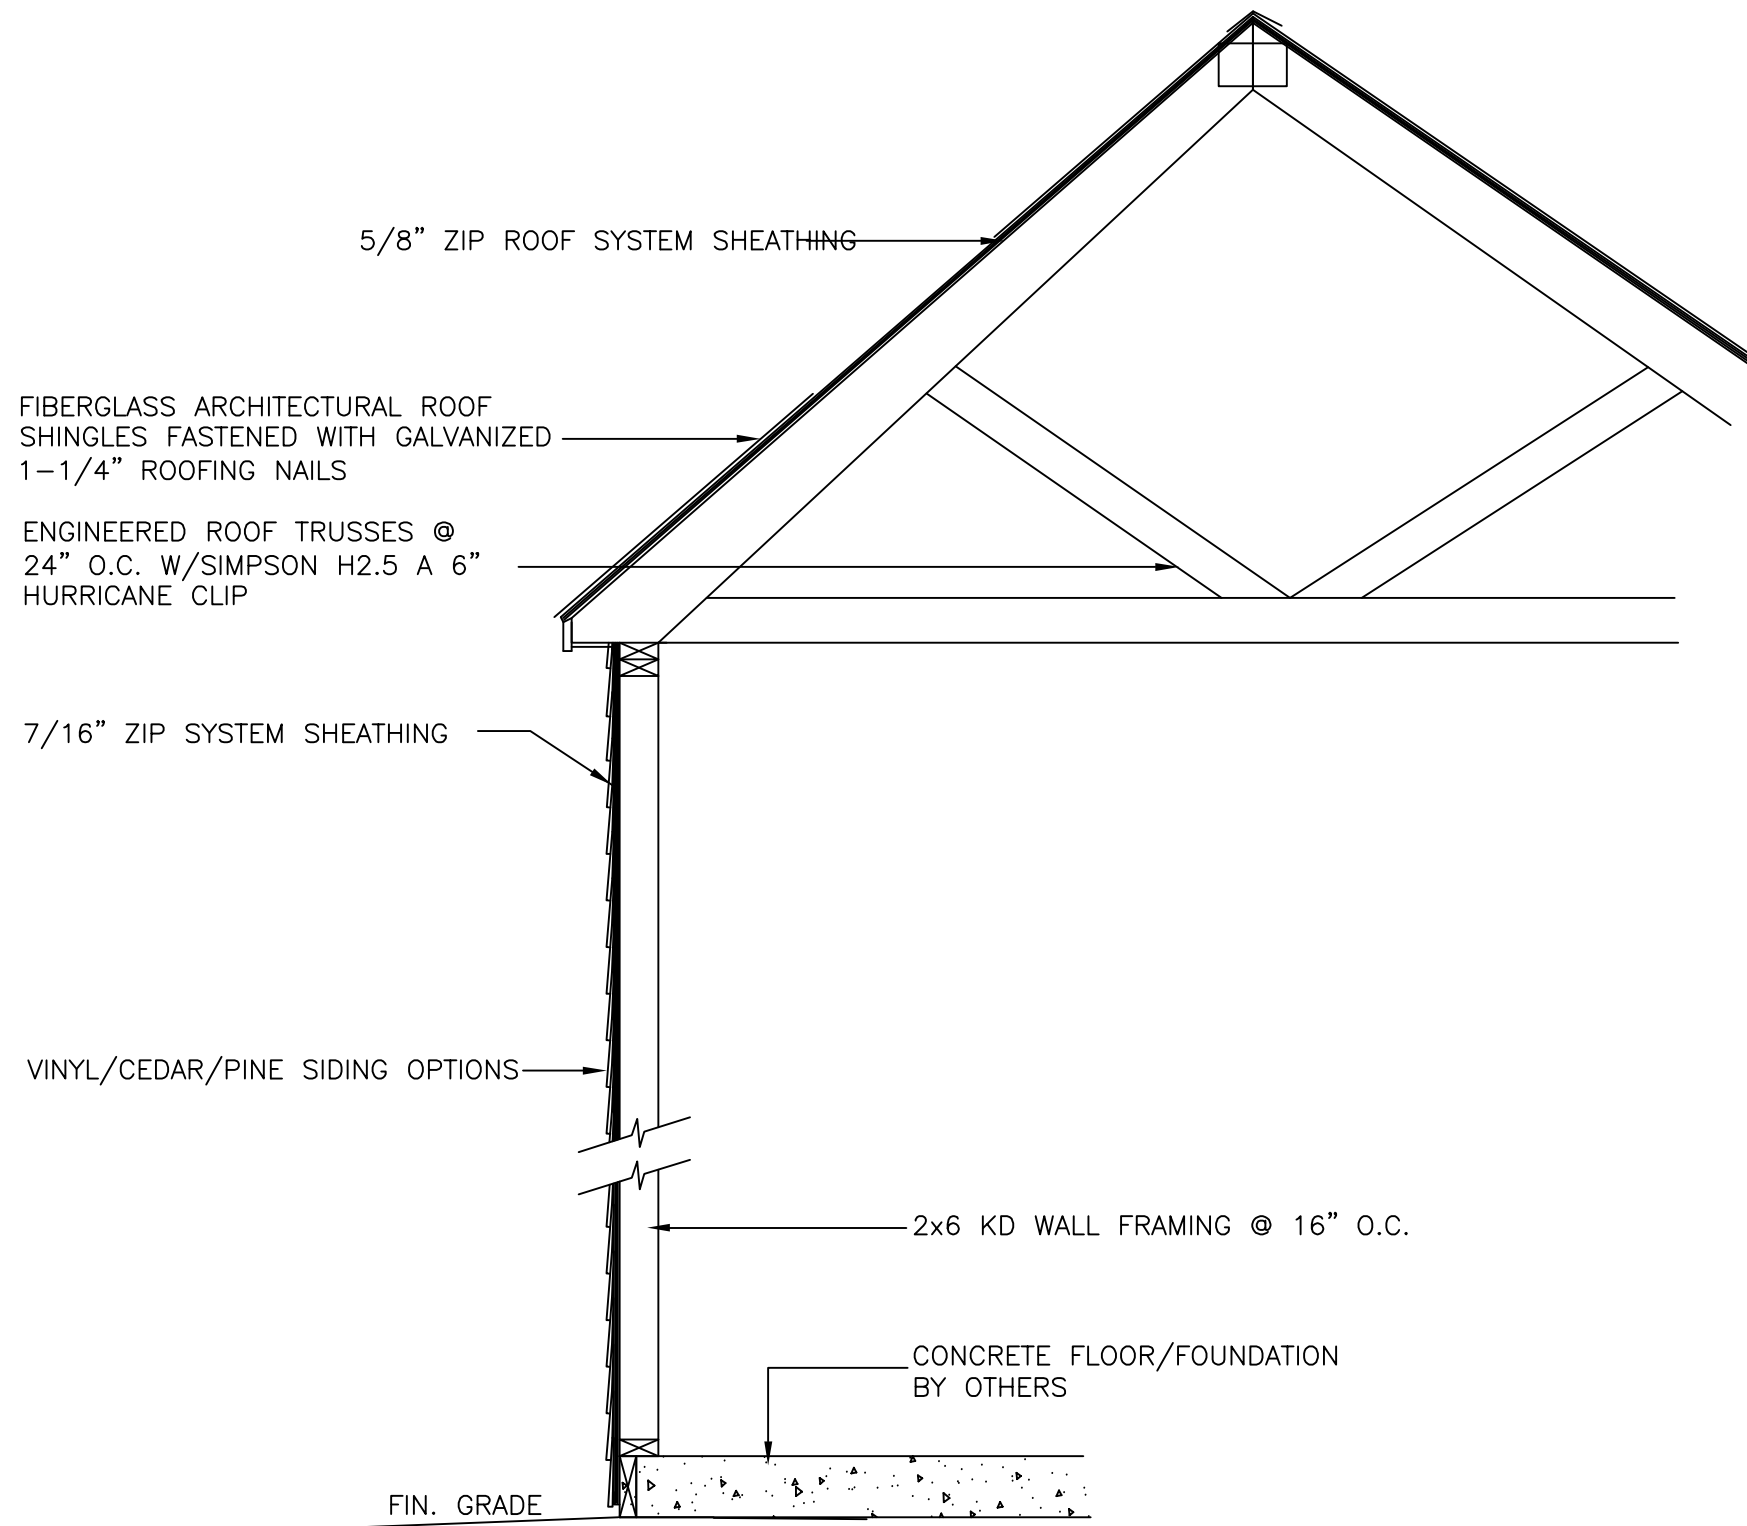 5/8” ZIP ROOF SYSTEM SHEATHING
FIBERGLASS ARCHITECTURAL ROOF
SHINGLES FASTENED WITH GALVANIZED
1-1/4” ROOFING NAILS
ENGINEERED ROOF TRUSSES @
24” O.C. W/SIMPSON H2.5 A 6”
HURRICANE CLIP
7/16” ZIP SYSTEM SHEATHING
VINYL/CEDAR/PINE SIDING OPTIONS
2x6 KD WALL FRAMING @ 16” O.C.
CONCRETE FLOOR/FOUNDATION
BY OTHERS
FIN. GRADE